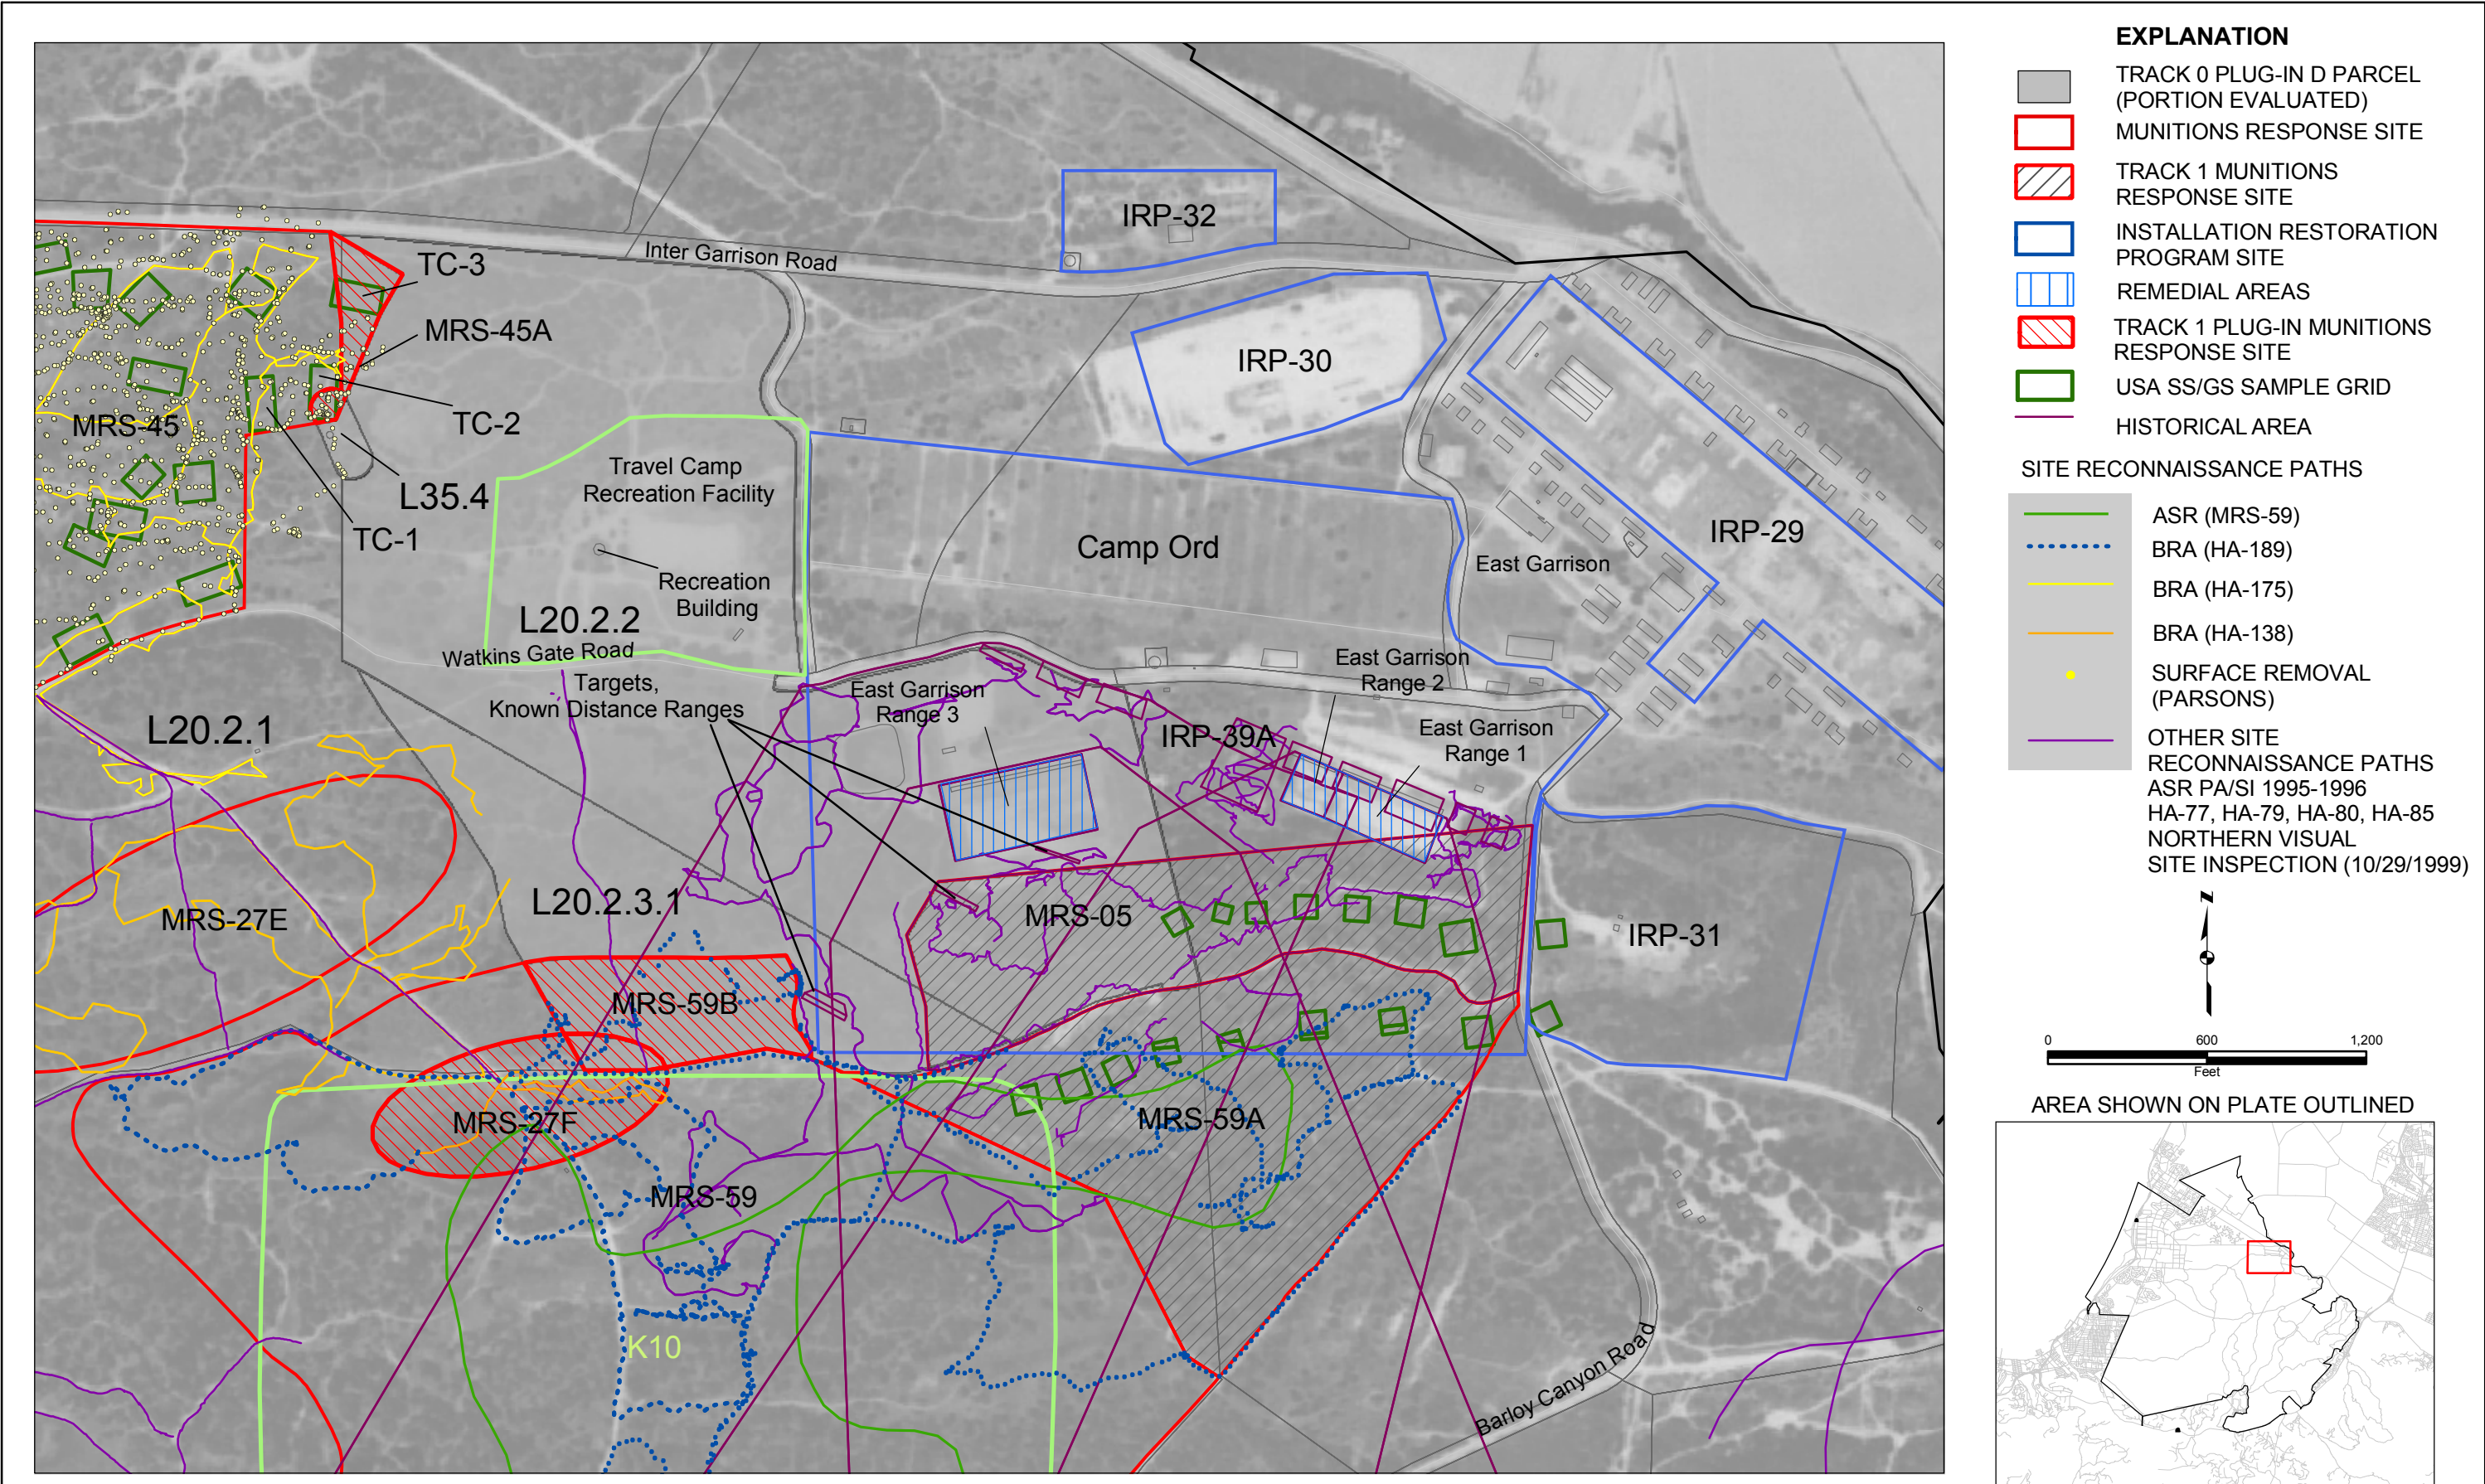 IRP-32
Inter Garrison Road
TC-3
MRS-45A
IRP-30
TC-2
MRS-45
L35.4
TC-1
Travel Camp
Recreation Facility
Recreation
Building
L20.2.2
Watkins Gate Road
Camp Ord
East Garrison
IRP-29
Targets,
Known Distance Ranges
East Garrison
Range 3
East Garrison
Range 2
IRP-39A
East Garrison
Range 1
L20.2.1
MRS-27E
L20.2.3.1
MRS-05
IRP-31
MRS-59B
MRS-27F
MRS-59A
MRS-59
K10
Barloy Canyon Road
EXPLANATION
TRACK 0 PLUG-IN D PARCEL
(PORTION EVALUATED)
MUNITIONS RESPONSE SITE
TRACK 1 MUNITIONS
RESPONSE SITE
INSTALLATION RESTORATION
PROGRAM SITE
REMEDIAL AREAS
TRACK 1 PLUG-IN MUNITIONS
RESPONSE SITE
USA SS/GS SAMPLE GRID
HISTORICAL AREA
SITE RECONNAISSANCE PATHS
ASR (MRS-59)
BRA (HA-189)
BRA (HA-175)
BRA (HA-138)
SURFACE REMOVAL
(PARSONS)
OTHER SITE
RECONNAISSANCE PATHS
ASR PA/SI 1995-1996
HA-77, HA-79, HA-80, HA-85
NORTHERN VISUAL
SITE INSPECTION (10/29/1999)
N
0 600 1,200
Feet
AREA SHOWN ON PLATE OUTLINED